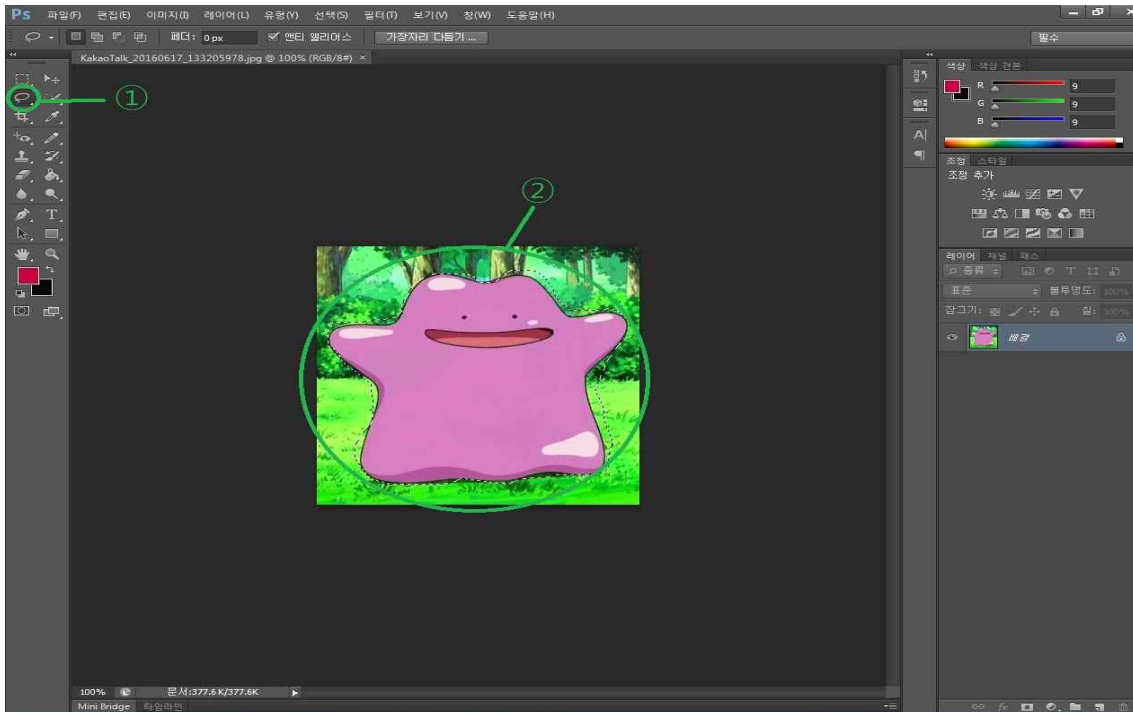 Ps 파일(F) 편집(E) 이미지(I) 레이어(L) 유형(Y) 선택(S) 필터(T) 보기(V) 창(W) 도움말(H)
페더: 0 px 앤티 앨리어스 가장자리 다듬기 ... 필수
KakaoTalk_20160617_133205978.jpg @ 100% (RGB/8#) ×
①
②
색상 색상 견본
R 9
G 9
B 9
조정 스타일
조정 추가
레이어 채널 패스
종류
표준 불투명도: 100%
잠그기: 칠: 100%
배경
100% 문서:377.6K/377.6K
Mini Bridge 타임라인